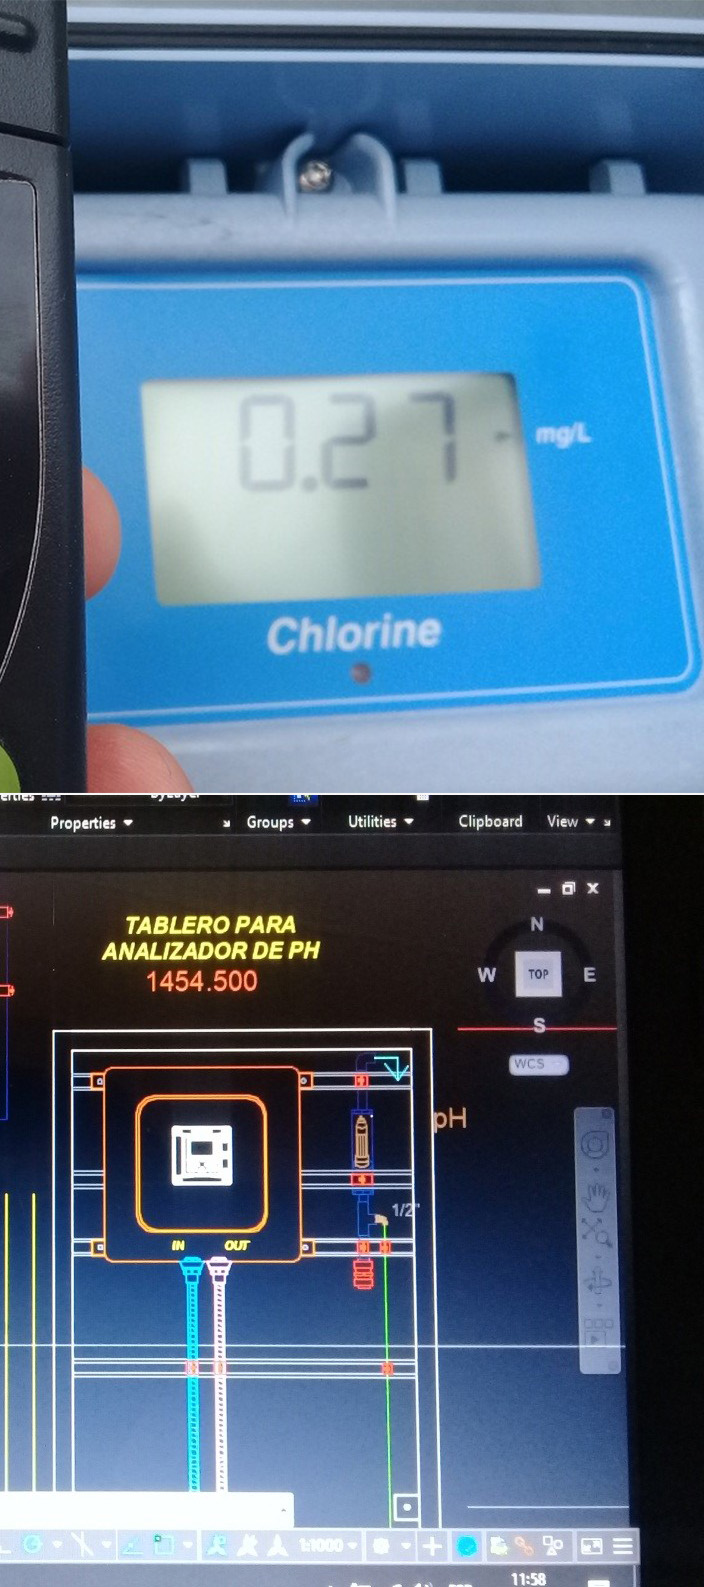 0.27
mg/L
Chlorine
Properties
Groups
Utilities
Clipboard
View
TABLERO PARA
ANALIZADOR DE PH
1454.500
N
W
TOP
E
S
WCS
pH
1/2"
IN
OUT
1:1000
11:58